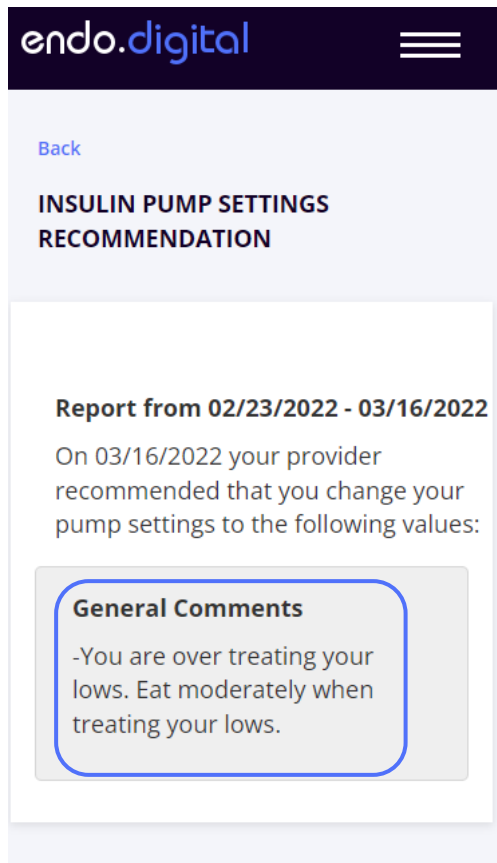 endo.digital
Back
INSULIN PUMP SETTINGS
RECOMMENDATION
Report from 02/23/2022 - 03/16/2022
On 03/16/2022 your provider
recommended that you change your
pump settings to the following values:
General Comments
-You are over treating your
lows. Eat moderately when
treating your lows.